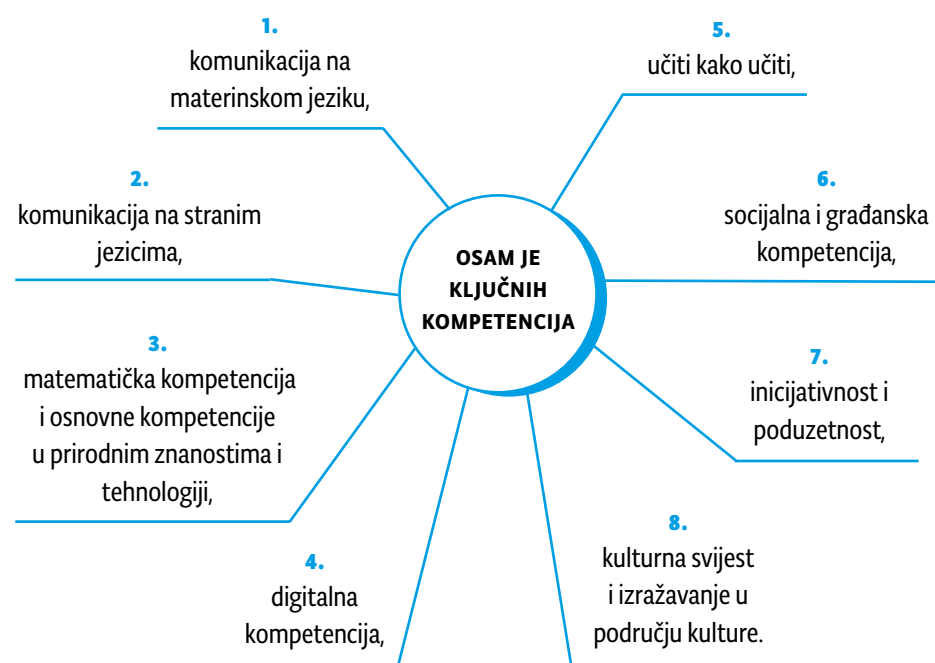 OSAM JE
KLJUČNIH
KOMPETENCIJA
1.
komunikacija na
materinskom jeziku,
2.
komunikacija na stranim
jezicima,
3.
matematička kompetencija
i osnovne kompetencije
u prirodnim znanostima i
tehnologiji,
4.
digitalna
kompetencija,
5.
učiti kako učiti,
6.
socijalna i građanska
kompetencija,
7.
inicijativnost i
poduzetnost,
8.
kulturna svijest
i izražavanje u
području kulture.